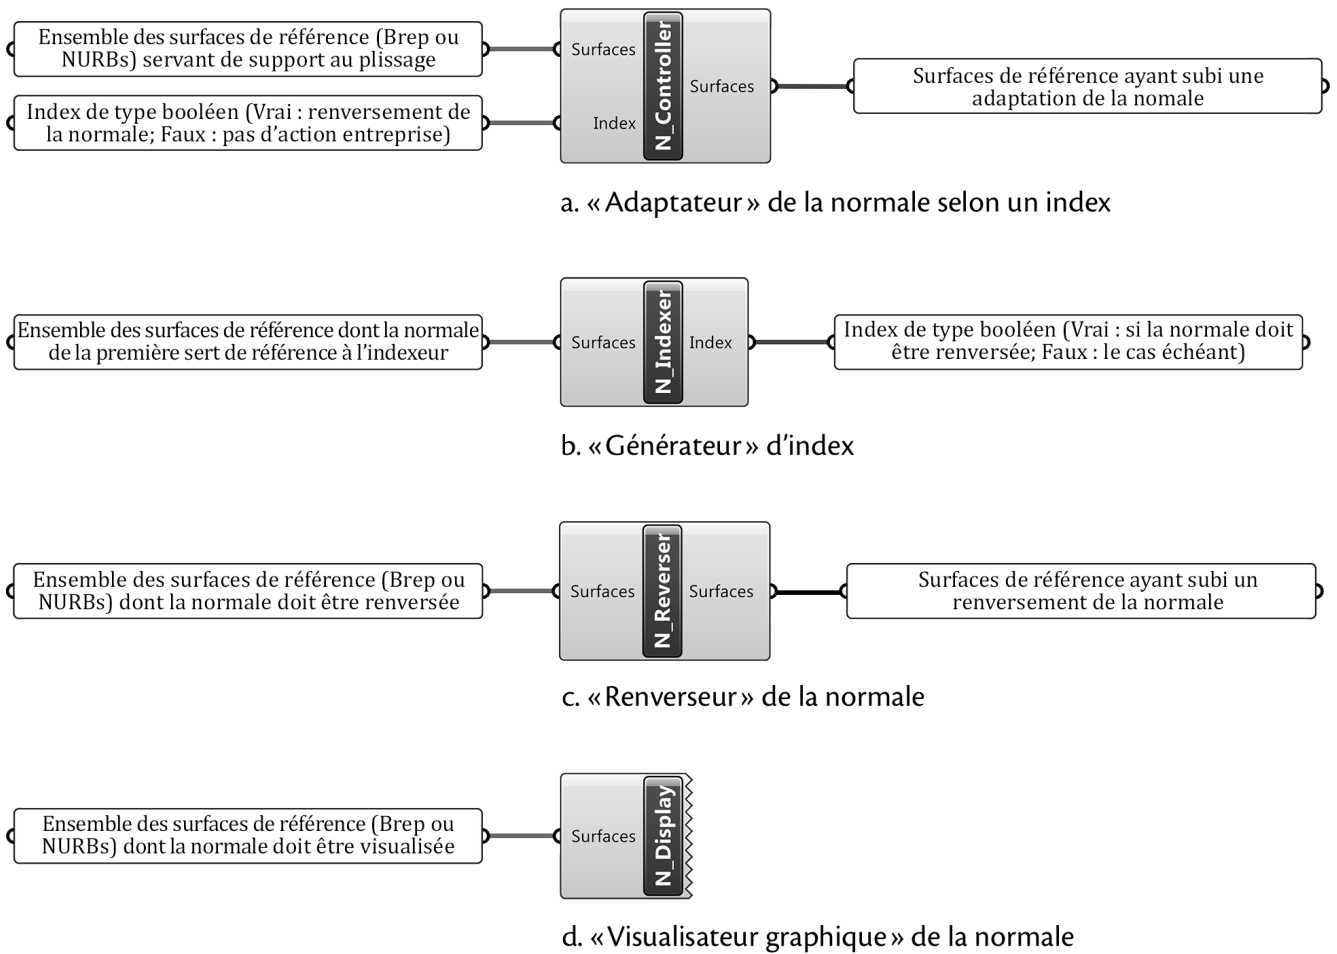 Ensemble des surfaces de référence (Brep ou
NURBs) servant de support au plissage
Index de type booléen (Vrai : renversement de
la normale; Faux : pas d'action entreprise)
Surfaces
Index
N_Controller
Surfaces
Surfaces de référence ayant subi une
adaptation de la nomale
a. « Adaptateur » de la normale selon un index
Ensemble des surfaces de référence dont la normale
de la première sert de référence à l'indexeur
Surfaces
N_Indexer
Index
Index de type booléen (Vrai : si la normale doit
être renversée; Faux : le cas échéant)
b. « Générateur » d'index
Ensemble des surfaces de référence (Brep ou
NURBs) dont la normale doit être renversée
Surfaces
N_Reverser
Surfaces
Surfaces de référence ayant subi un
renversement de la normale
c. « Renverseur » de la normale
Ensemble des surfaces de référence (Brep ou
NURBs) dont la normale doit être visualisée
Surfaces
N_Display
d. « Visualisateur graphique » de la normale